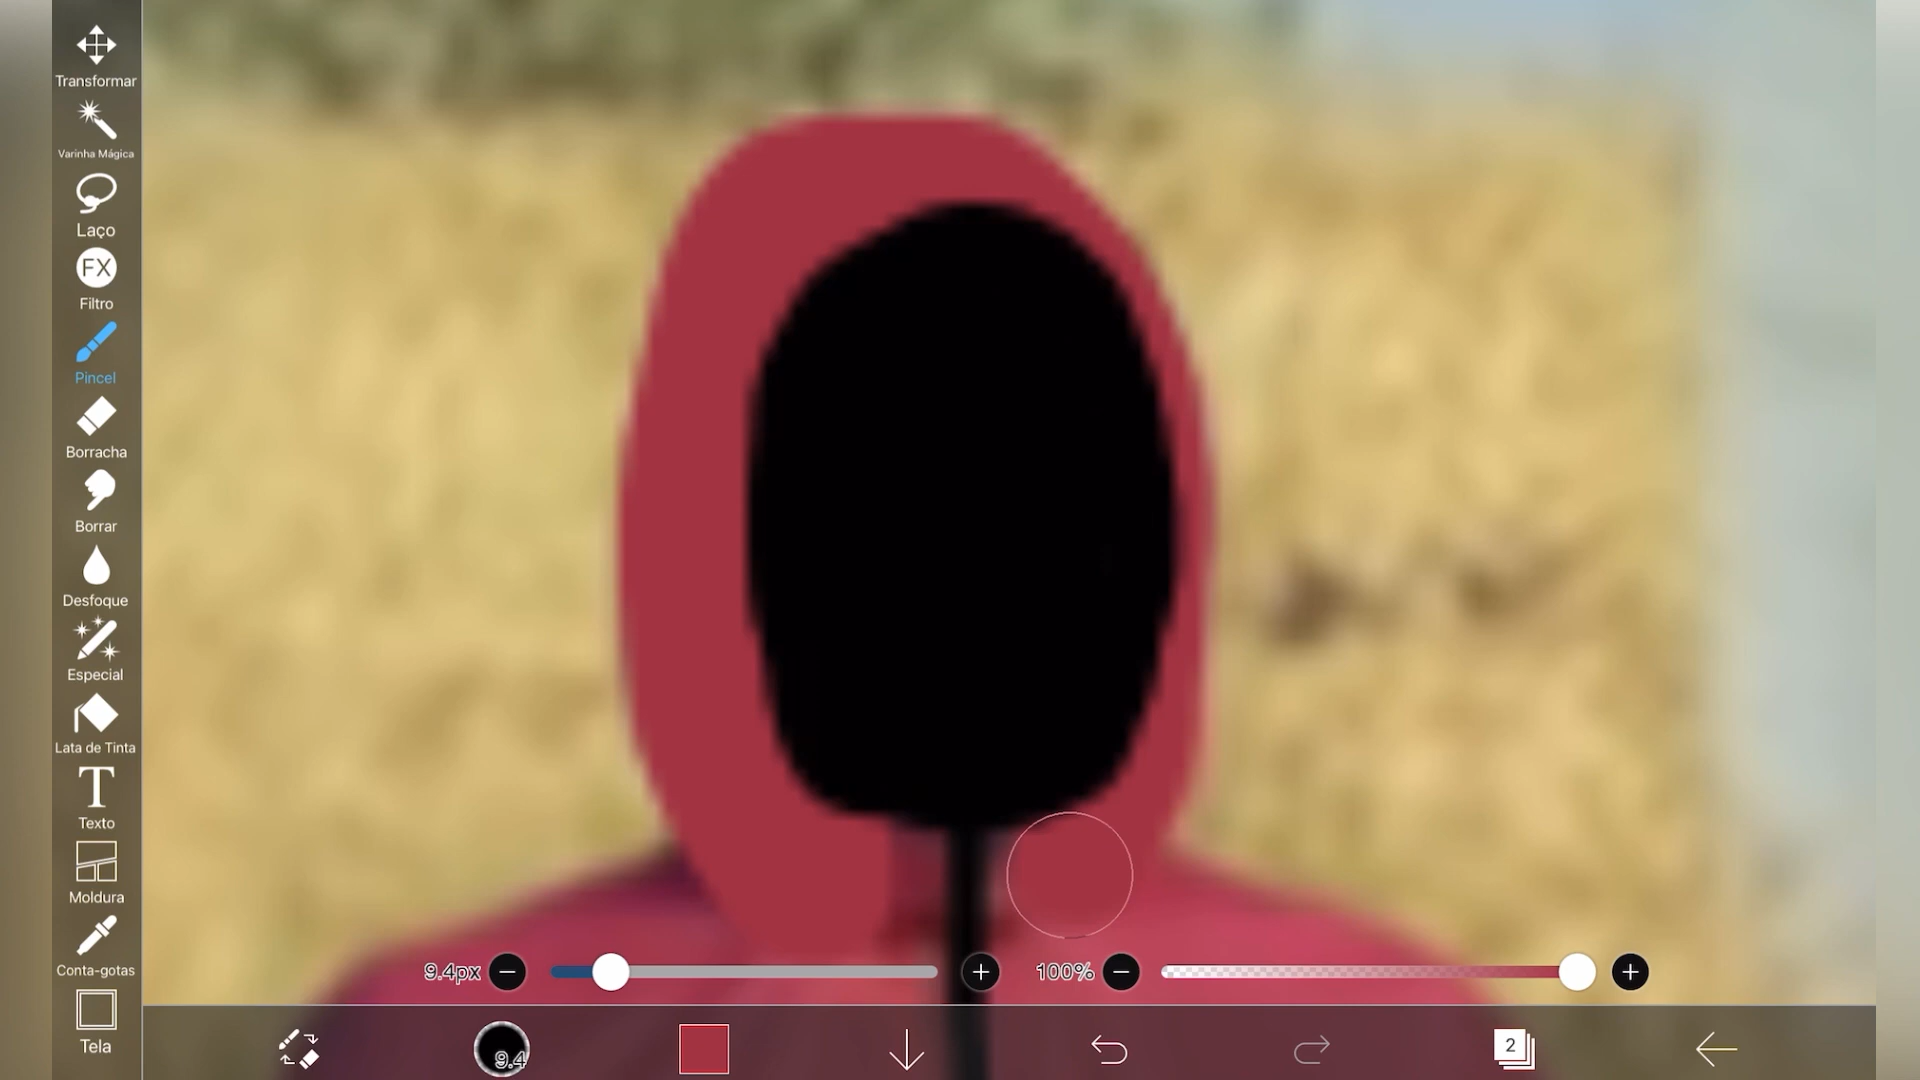 Transformar
Varinha Mágica
Laço
FX
Filtro
Pincel
Borracha
Borrar
Desfoque
Especial
Lata de Tinta
T
Texto
Moldura
Conta-gotas
Tela
9.4px
100%
9.4
2